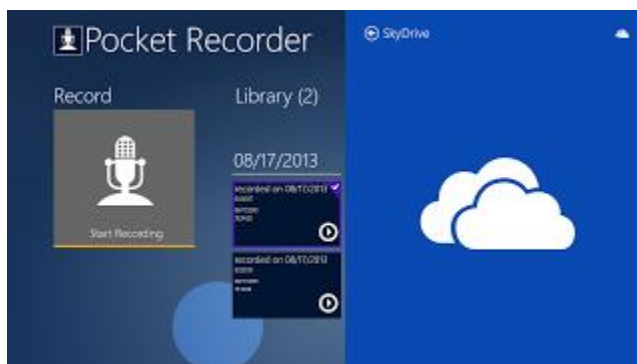 Pocket Recorder
SkyDrive
Record
Library (2)
08/17/2013
recorded on 08/17/2013
Start Recording
recorded on 08/17/2013